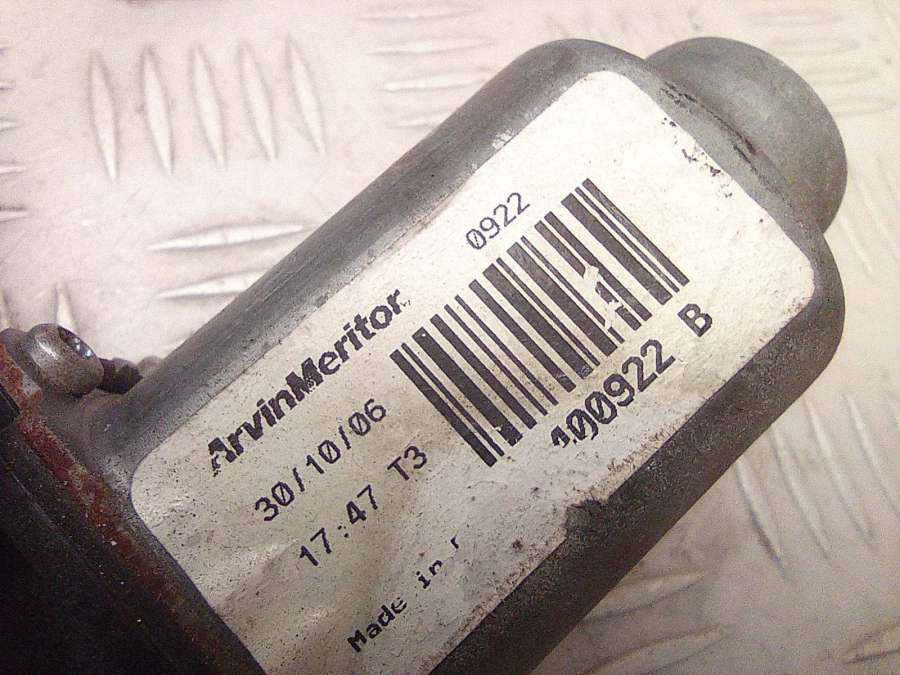 0922
ArvinMeritor
30/10/06
400922 B
17:47 T3
Made in